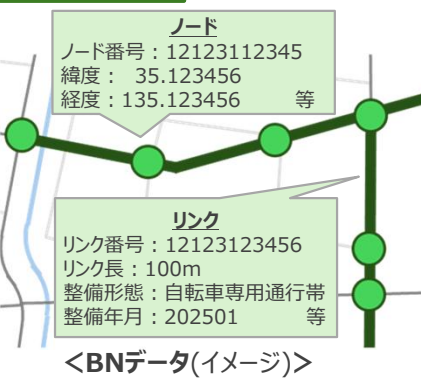 ノード
ノード番号：12123112345
緯度： 35.123456
経度：135.123456 等
リンク
リンク番号：12123123456
リンク長：100m
整備形態：自転車専用通行帯
整備年月：202501 等
＜BNデータ(イメージ)＞